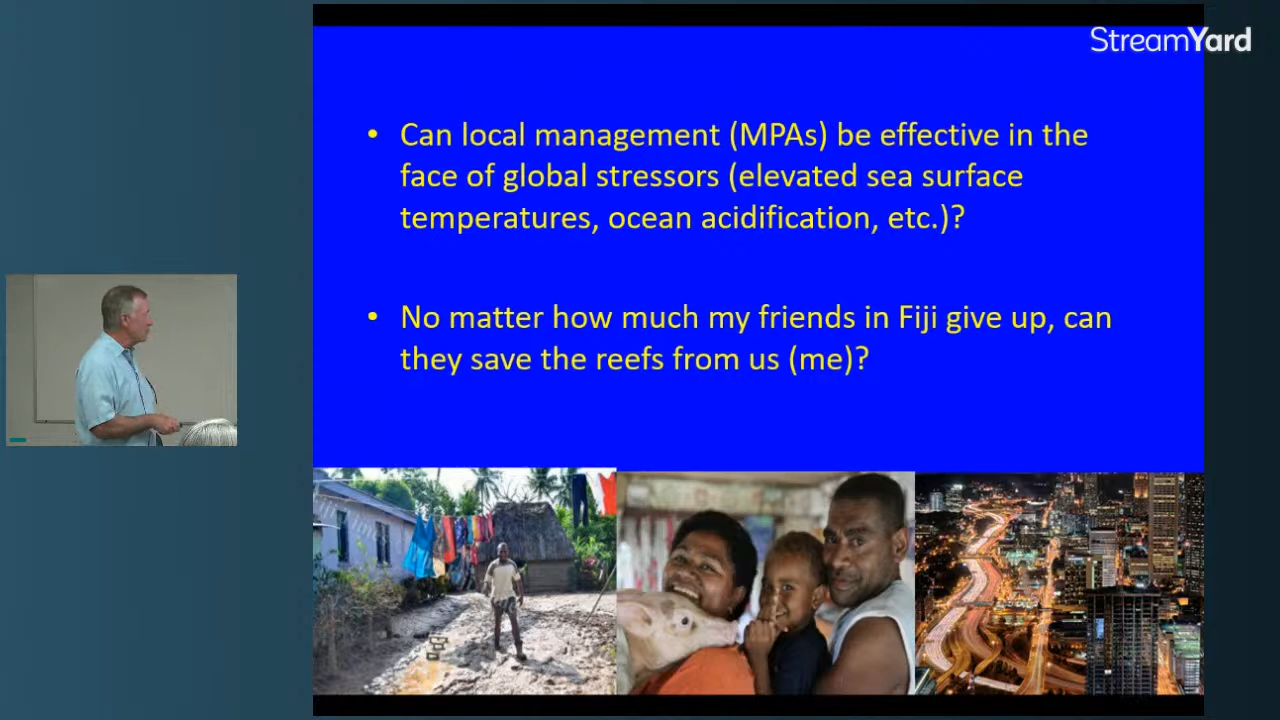 StreamYard
• Can local management (MPAs) be effective in the
face of global stressors (elevated sea surface
temperatures, ocean acidification, etc.)?
• No matter how much my friends in Fiji give up, can
they save the reefs from us (me)?